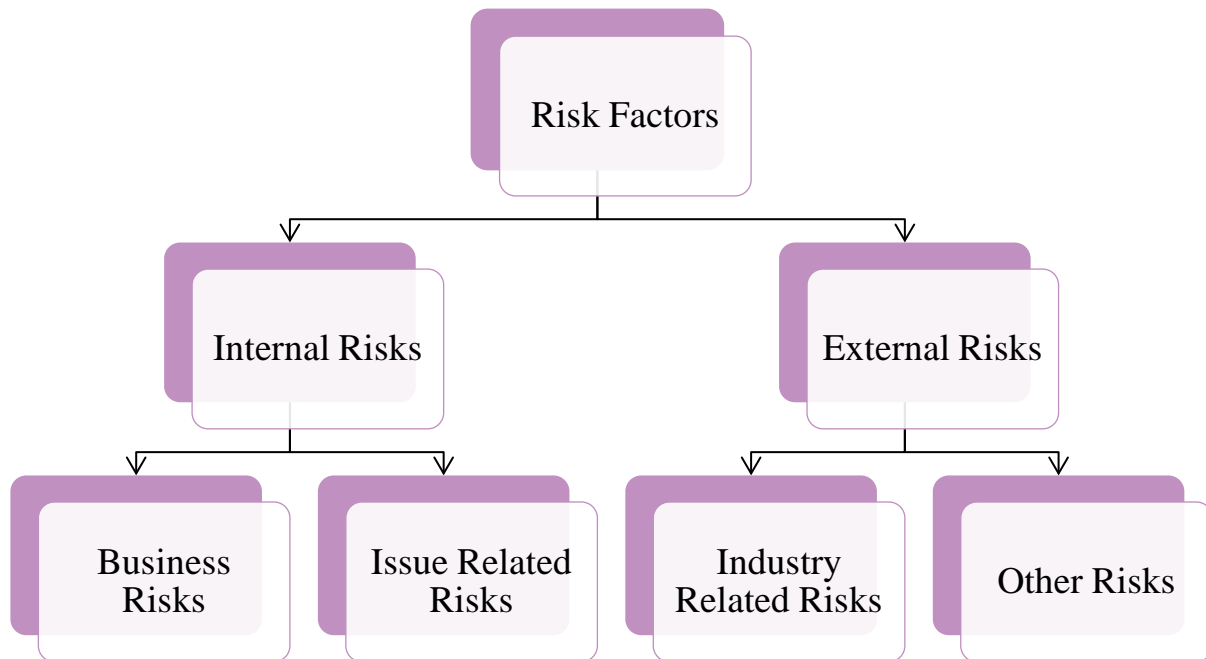 Risk Factors
Internal Risks
External Risks
Business
Risks
Issue Related
Risks
Industry
Related Risks
Other Risks